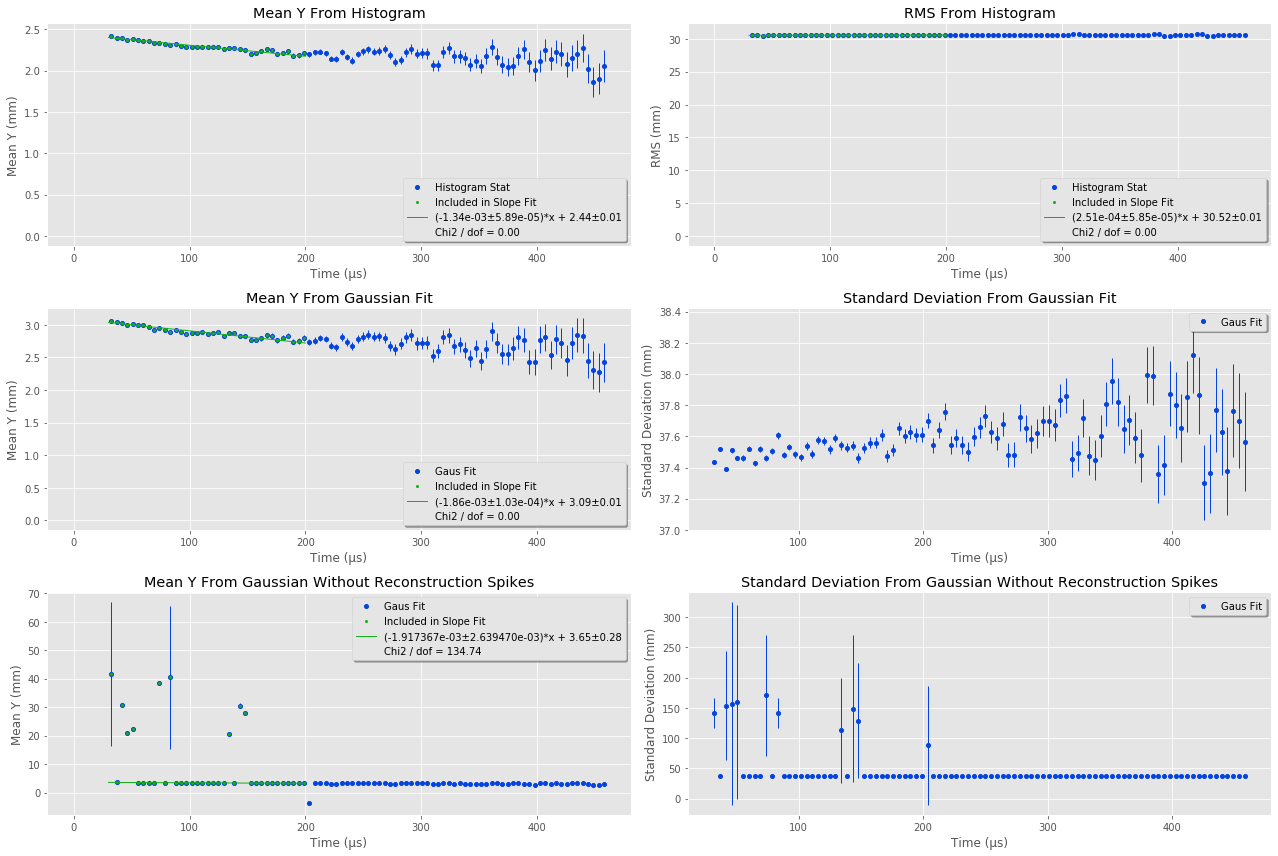 Mean Y From Histogram
2.5
2.0
1.5
1.0
0.5
0.0
Mean Y (mm)
Histogram Stat
Included in Slope Fit
(-1.34e-03±5.89e-05)*x + 2.44±0.01
Chi2 / dof = 0.00
0 100 200 300 400
Time (μs)
RMS From Histogram
30
25
20
15
10
5
0
RMS (mm)
Histogram Stat
Included in Slope Fit
(2.51e-04±5.85e-05)*x + 30.52±0.01
Chi2 / dof = 0.00
0 100 200 300 400
Time (μs)
Mean Y From Gaussian Fit
3.0
2.5
2.0
1.5
1.0
0.5
0.0
Mean Y (mm)
Gaus Fit
Included in Slope Fit
(-1.86e-03±1.03e-04)*x + 3.09±0.01
Chi2 / dof = 0.00
0 100 200 300 400
Time (μs)
Standard Deviation From Gaussian Fit
38.4
38.2
38.0
37.8
37.6
37.4
37.2
37.0
Standard Deviation (mm)
Gaus Fit
100 200 300 400
Time (μs)
Mean Y From Gaussian Without Reconstruction Spikes
70
60
50
40
30
20
10
0
Mean Y (mm)
Gaus Fit
Included in Slope Fit
(-1.917367e-03±2.639470e-03)*x + 3.65±0.28
Chi2 / dof = 134.74
0 100 200 300 400
Time (μs)
Standard Deviation From Gaussian Without Reconstruction Spikes
300
250
200
150
100
50
0
Standard Deviation (mm)
Gaus Fit
100 200 300 400
Time (μs)